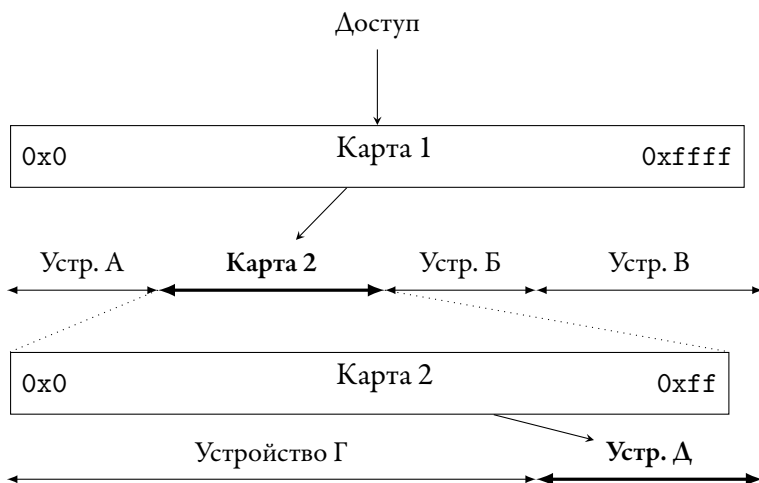 Доступ
0x0 Карта 1 0xffff
Устр. А Карта 2 Устр. Б Устр. В
0x0 Карта 2 0xff
Устройство Г Устр. Д